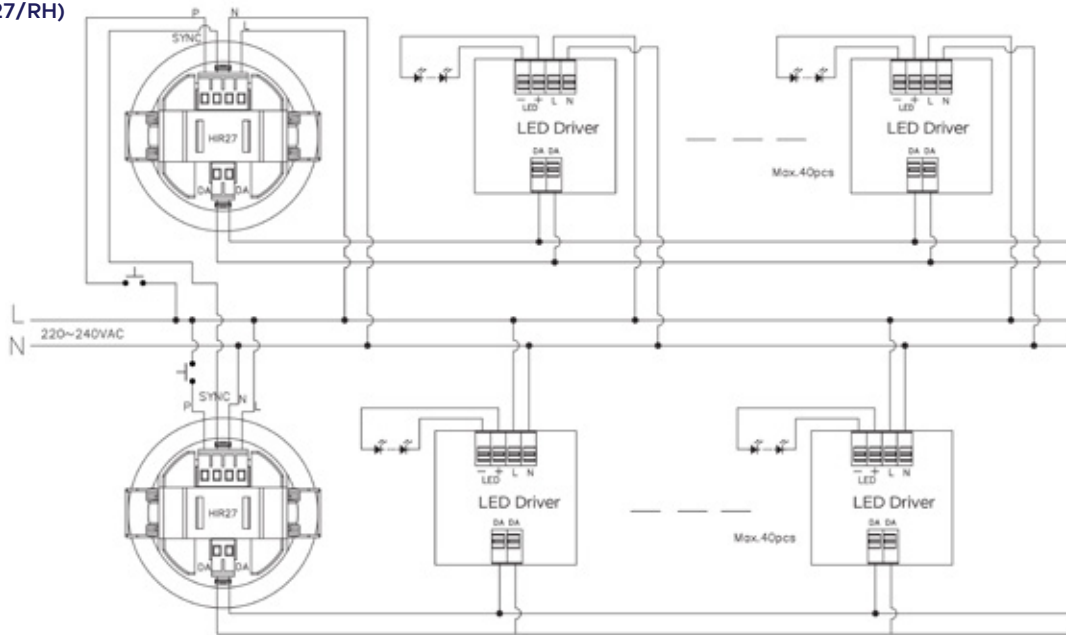 27/RH)
P N
SYNC L
HIR27
DA DA
− + L N
LED
LED Driver
DA DA
Max.40pcs
− + L N
LED
LED Driver
DA DA
L
220~240VAC
N
SYNC N
P L
HIR27
DA DA
− + L N
LED
LED Driver
DA DA
Max.40pcs
− + L N
LED
LED Driver
DA DA